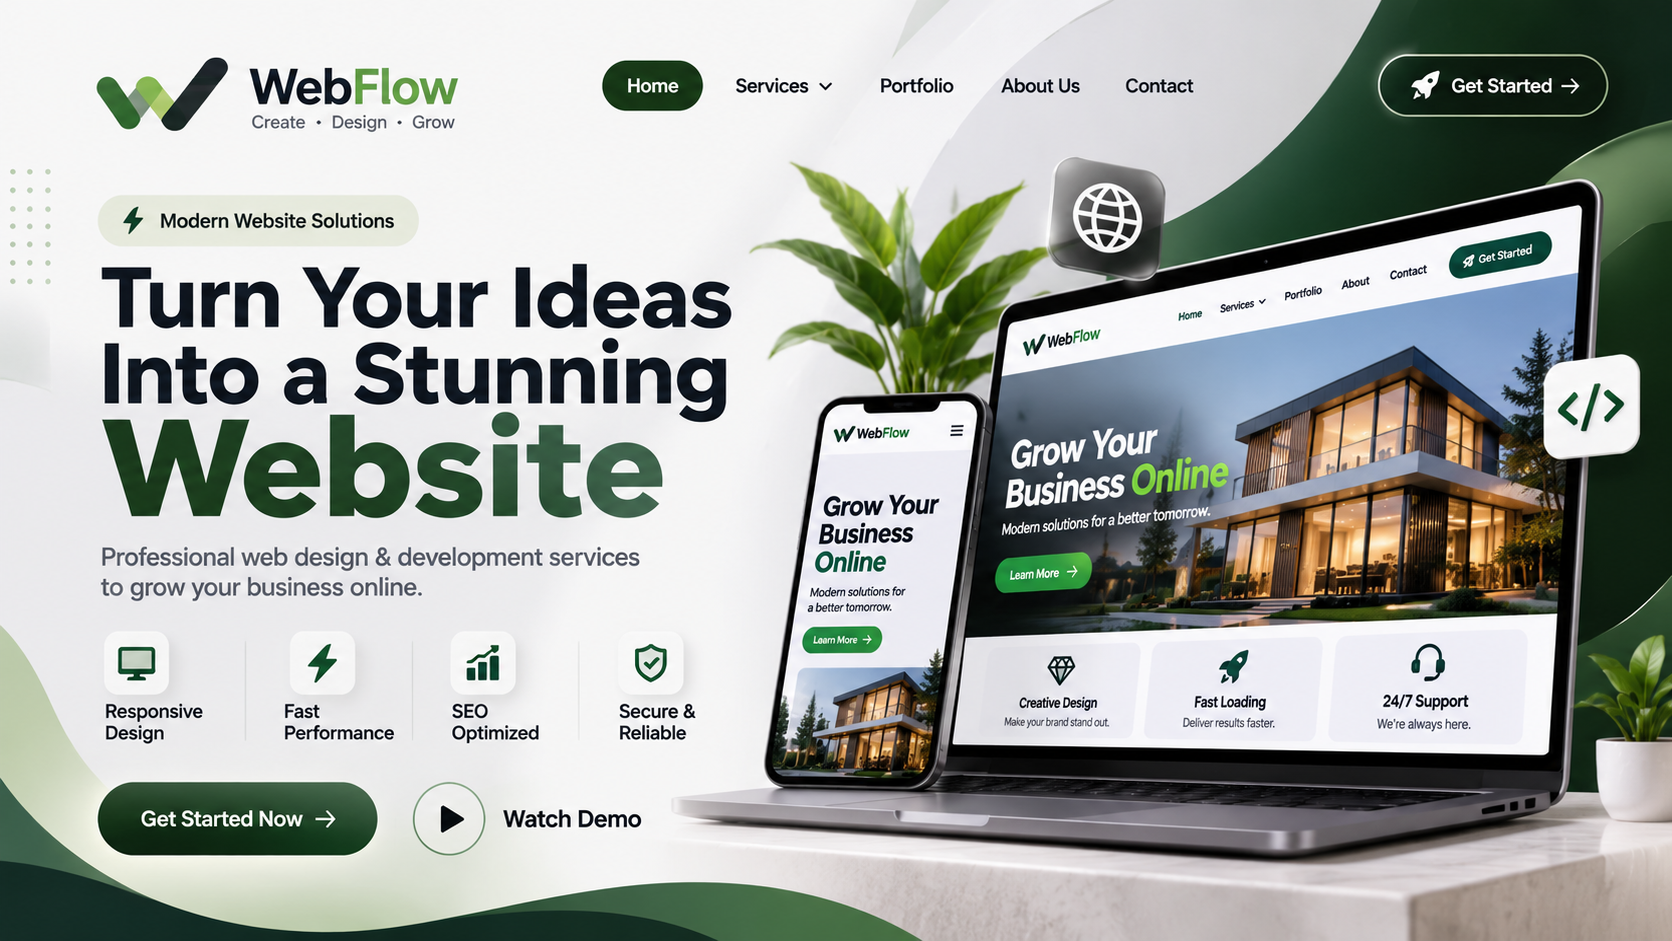 WebFlow
Create • Design • Grow
Home
Services
Portfolio
About Us
Contact
Get Started →
Modern Website Solutions
Turn Your Ideas
Into a Stunning
Website
Professional web design & development services
to grow your business online.
Responsive
Design
Fast
Performance
SEO
Optimized
Secure &
Reliable
Get Started Now →
Watch Demo
WebFlow
Grow Your
Business
Online
Modern solutions for
a better tomorrow.
Learn More →
WebFlow
Home
Services
Portfolio
About
Contact
Get Started
Grow Your
Business Online
Modern solutions for a better tomorrow.
Learn More →
Creative Design
Make your brand stand out.
Fast Loading
Deliver results faster.
24/7 Support
We're always here.
</>